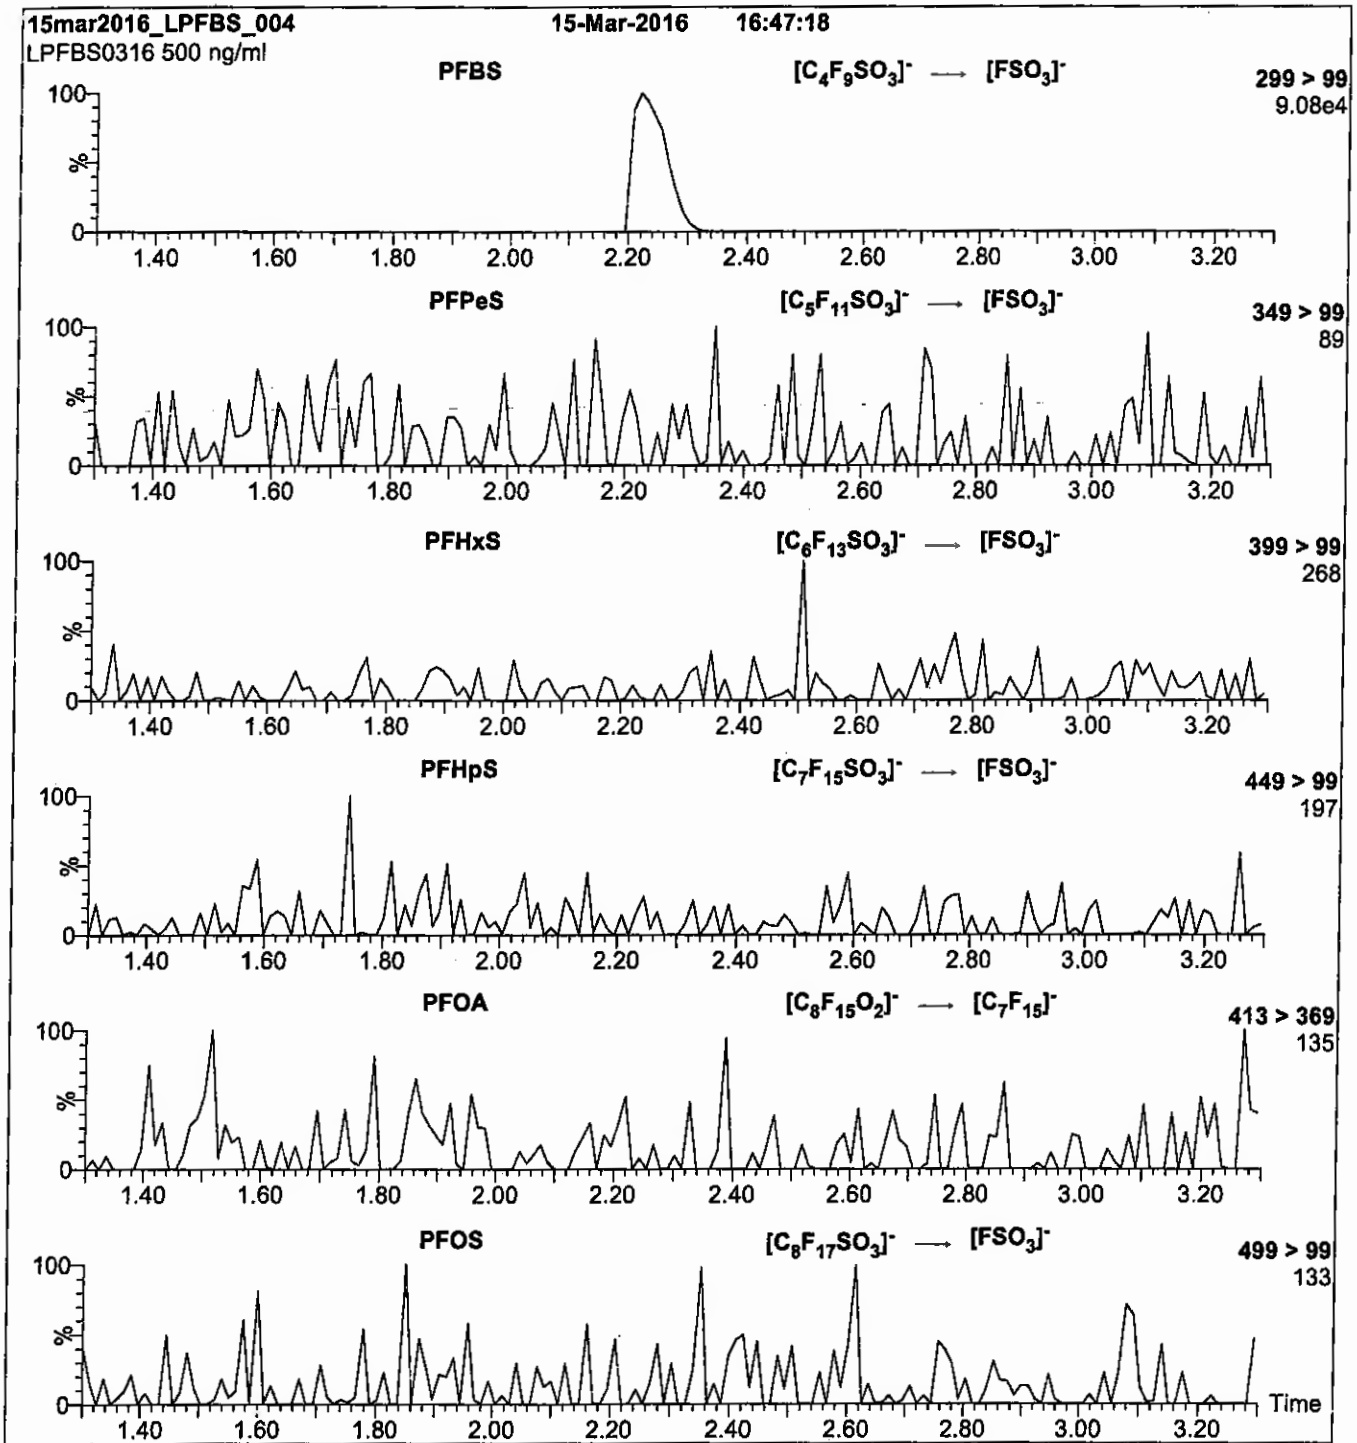 15mar2016_LPFBS_004 15-Mar-2016 16:47:18
LPFBS0316 500 ng/ml
PFBS [C4F9SO3]- → [FSO3]- 299 > 99
9.08e4
100
%
0
1.40 1.60 1.80 2.00 2.20 2.40 2.60 2.80 3.00 3.20
PFPeS [C5F11SO3]- → [FSO3]- 349 > 99
89
100
%
0
1.40 1.60 1.80 2.00 2.20 2.40 2.60 2.80 3.00 3.20
PFHxS [C6F13SO3]- → [FSO3]- 399 > 99
268
100
%
0
1.40 1.60 1.80 2.00 2.20 2.40 2.60 2.80 3.00 3.20
PFHpS [C7F15SO3]- → [FSO3]- 449 > 99
197
100
%
0
1.40 1.60 1.80 2.00 2.20 2.40 2.60 2.80 3.00 3.20
PFOA [C8F15O2]- → [C7F15]- 413 > 369
135
100
%
0
1.40 1.60 1.80 2.00 2.20 2.40 2.60 2.80 3.00 3.20
PFOS [C8F17SO3]- → [FSO3]- 499 > 99
133
100
%
0
Time
1.40 1.60 1.80 2.00 2.20 2.40 2.60 2.80 3.00 3.20